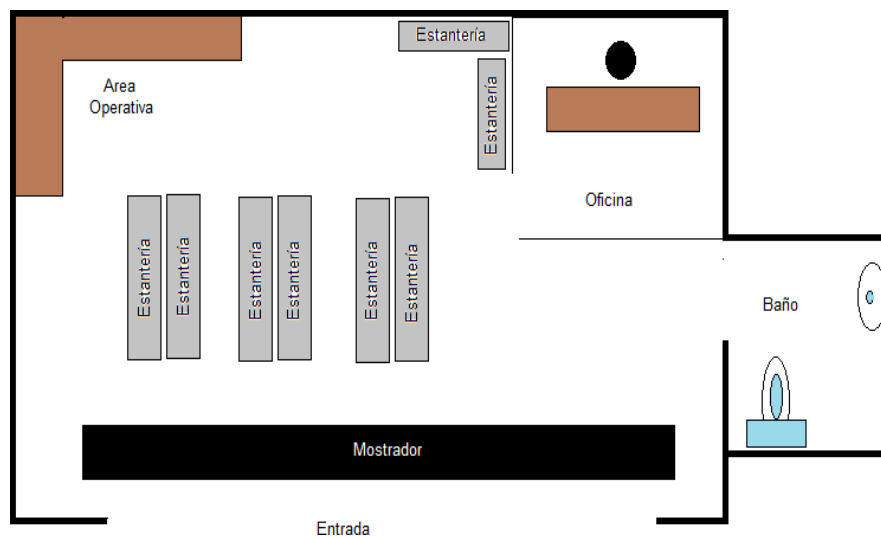 Estantería
Area
Operativa
Estantería
Oficina
Estantería
Estantería
Estantería
Estantería
Estantería
Estantería
Baño
Mostrador
Entrada